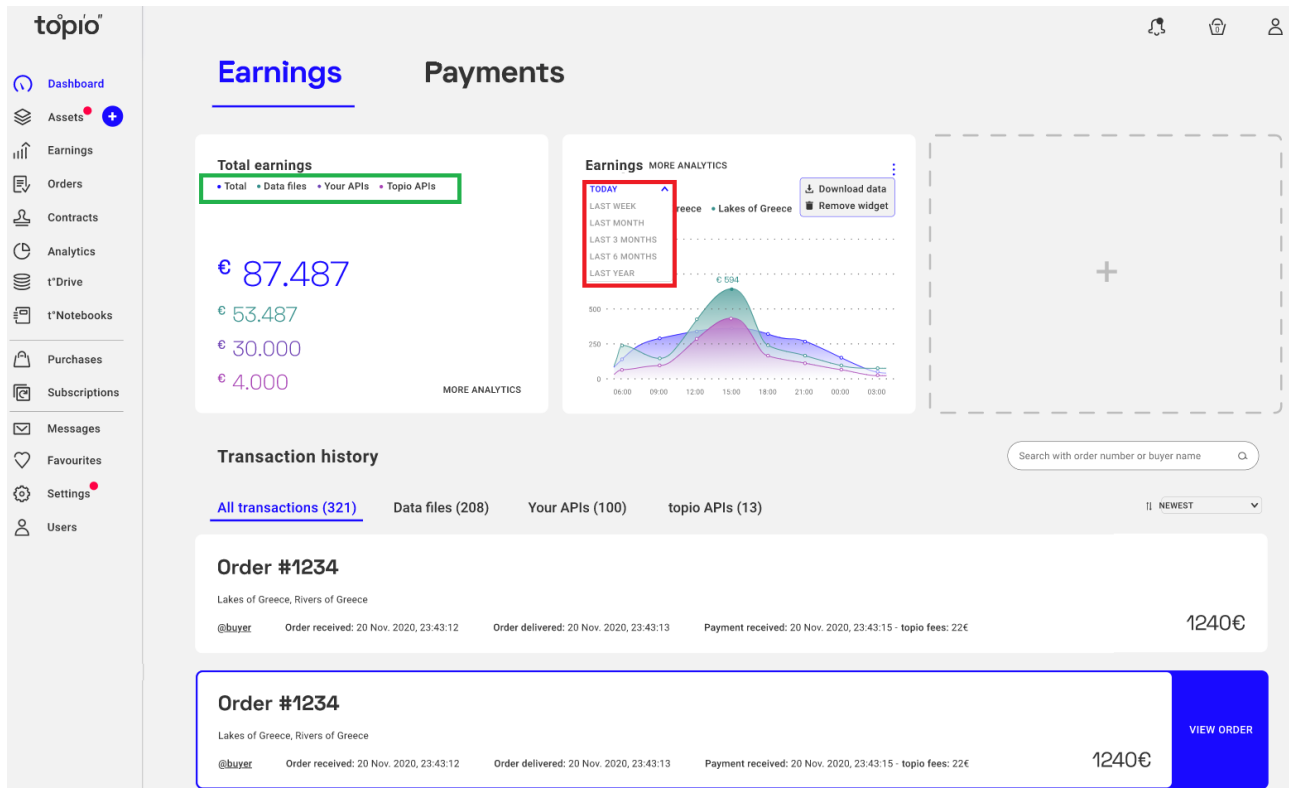 topio
Dashboard
Assets
Earnings
Orders
Contracts
Analytics
t°Drive
t°Notebooks
Purchases
Subscriptions
Messages
Favourites
Settings
Users
0
Earnings Payments
Total earnings
• Total • Data files • Your APIs • Topio APIs
€ 87.487
€ 53.487
€ 30.000
€ 4.000
MORE ANALYTICS
Earnings MORE ANALYTICS
TODAY
LAST WEEK
LAST MONTH
LAST 3 MONTHS
LAST 6 MONTHS
LAST YEAR
reece • Lakes of Greece
Download data
Remove widget
€ 594
500
250
0
06:00 09:00 12:00 15:00 18:00 21:00 00:00 03:00
+
Transaction history
Search with order number or buyer name
All transactions (321) Data files (208) Your APIs (100) topio APIs (13)
NEWEST
Order #1234
Lakes of Greece, Rivers of Greece
@buyer Order received: 20 Nov. 2020, 23:43:12 Order delivered: 20 Nov. 2020, 23:43:13 Payment received: 20 Nov. 2020, 23:43:15 - topio fees: 22€
1240€
Order #1234
Lakes of Greece, Rivers of Greece
@buyer Order received: 20 Nov. 2020, 23:43:12 Order delivered: 20 Nov. 2020, 23:43:13 Payment received: 20 Nov. 2020, 23:43:15 - topio fees: 22€
1240€
VIEW ORDER